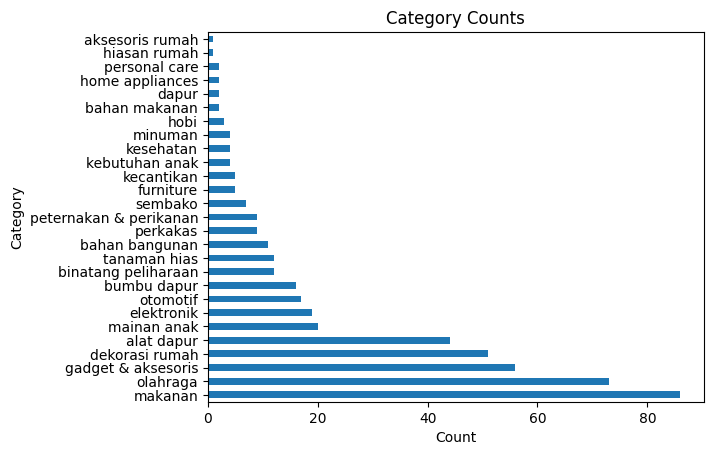 Category Counts
aksesoris rumah
hiasan rumah
personal care
home appliances
dapur
bahan makanan
hobi
minuman
kesehatan
kebutuhan anak
kecantikan
furniture
sembako
peternakan & perikanan
perkakas
bahan bangunan
tanaman hias
binatang peliharaan
bumbu dapur
otomotif
elektronik
mainan anak
alat dapur
dekorasi rumah
gadget & aksesoris
olahraga
makanan
Category
0 20 40 60 80
Count